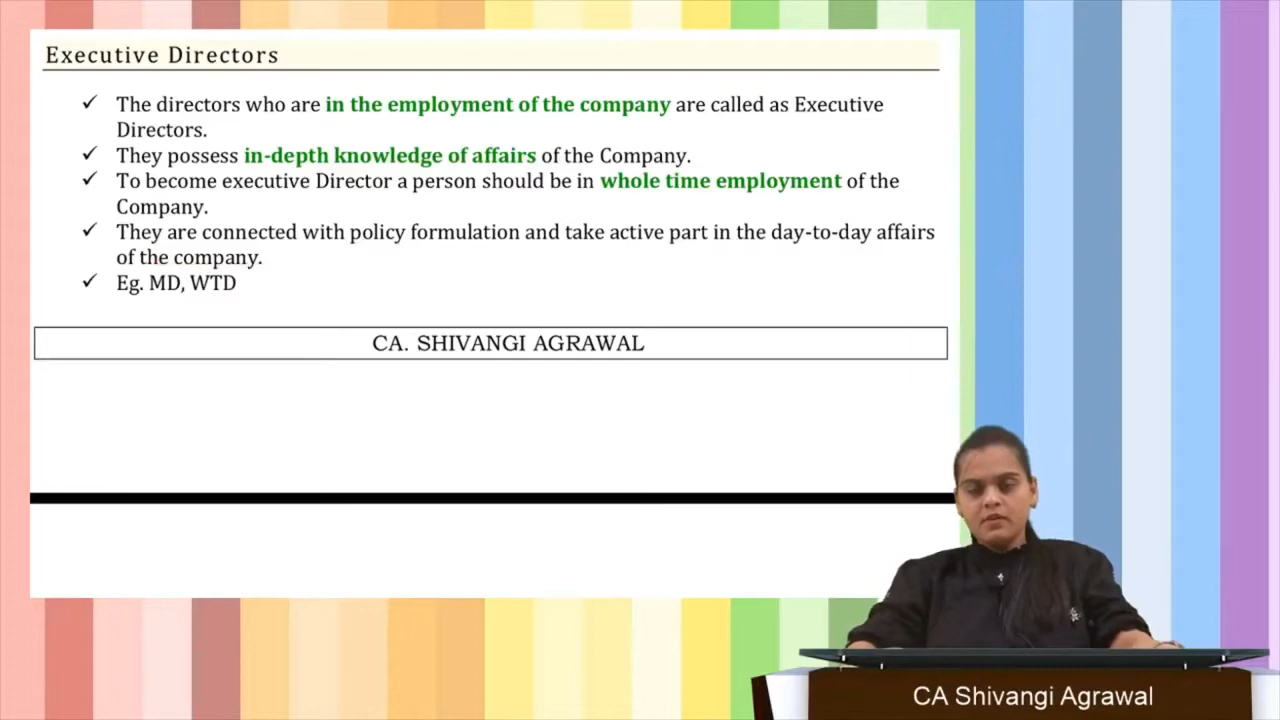 Executive Directors
✓ The directors who are in the employment of the company are called as Executive
Directors.
✓ They possess in-depth knowledge of affairs of the Company.
✓ To become executive Director a person should be in whole time employment of the
Company.
✓ They are connected with policy formulation and take active part in the day-to-day affairs
of the company.
✓ Eg. MD, WTD
CA. SHIVANGI AGRAWAL
CA Shivangi Agrawal